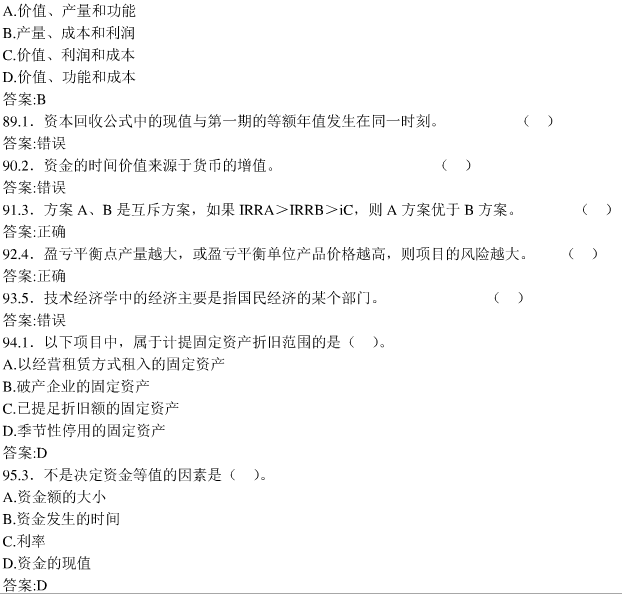 A.价值、产量和功能
B.产量、成本和利润
C.价值、利润和成本
D.价值、功能和成本
答案:B
89.1．资本回收公式中的现值与第一期的等额年值发生在同一时刻。 （ ）
答案:错误
90.2．资金的时间价值来源于货币的增值。 （ ）
答案:错误
91.3．方案 A、B 是互斥方案，如果 IRRA＞IRRB＞iC，则 A 方案优于 B 方案。 （ ）
答案:正确
92.4．盈亏平衡点产量越大，或盈亏平衡单位产品价格越高，则项目的风险越大。 （ ）
答案:正确
93.5．技术经济学中的经济主要是指国民经济的某个部门。 （ ）
答案:错误
94.1．以下项目中，属于计提固定资产折旧范围的是（ ）。
A.以经营租赁方式租入的固定资产
B.破产企业的固定资产
C.已提足折旧额的固定资产
D.季节性停用的固定资产
答案:D
95.3．不是决定资金等值的因素是（ ）。
A.资金额的大小
B.资金发生的时间
C.利率
D.资金的现值
答案:D